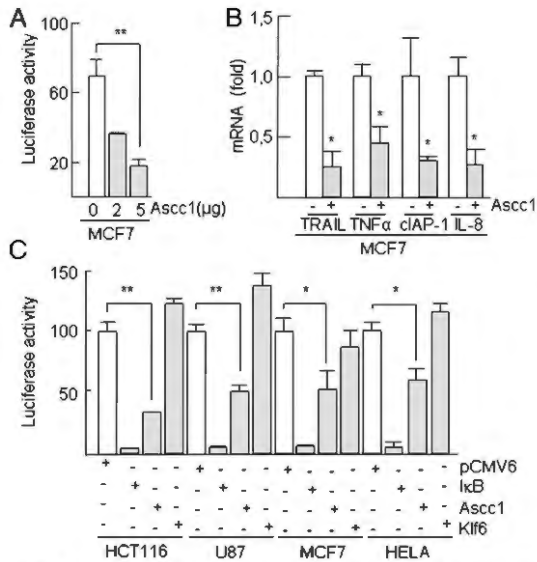 A
Luciferase activity
100
60
20
**
0 2 5 Ascc1(µg)
MCF7
B
mRNA (fold)
1,5
1,0
0,5
* * * *
- + - + - + - + Ascc1
TRAIL TNFα cIAP-1 IL-8
MCF7
C
Luciferase activity
150
100
50
** ** * *
+ - - - + - - - + - - - + - - - pCMV6
- + - - - + - - - + - - - + - - IκB
- - + - - - + - - - + - - - + - Ascc1
- - - + - - - + - - - + - - - + Klf6
HCT116 U87 MCF7 HELA